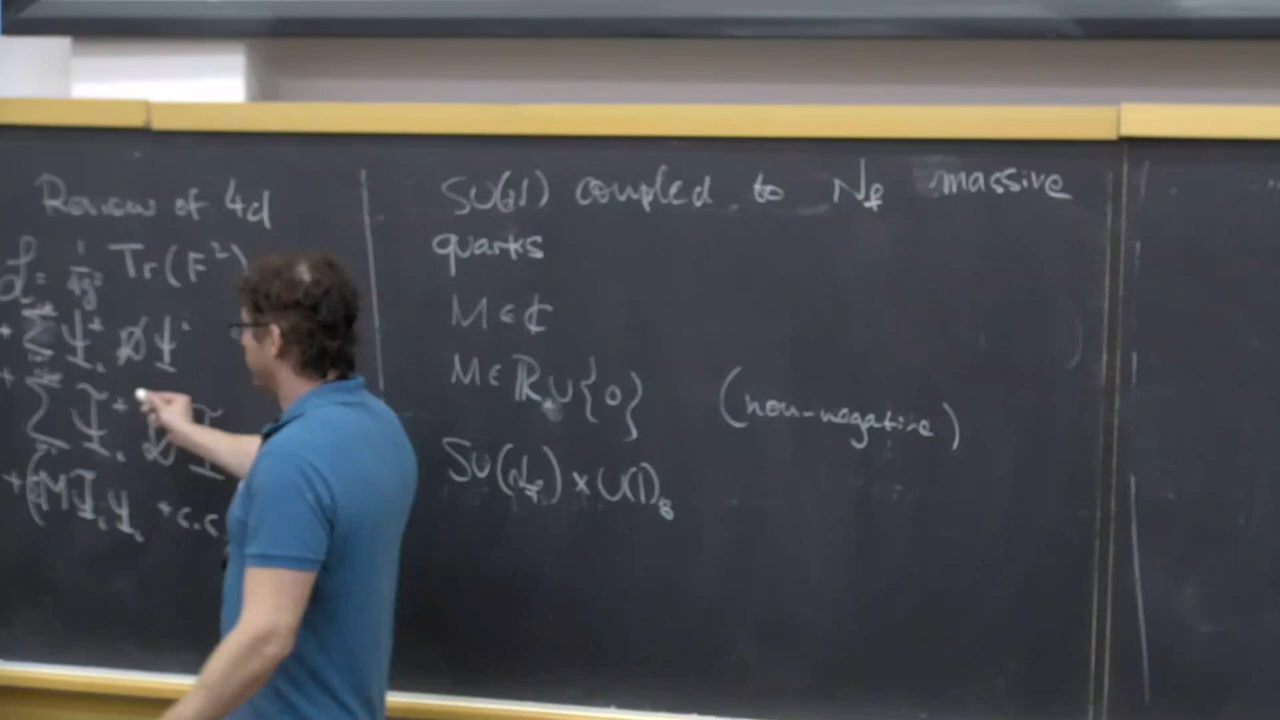 Review of 4d
L = 1/4g² Tr(F²)
+ Σ Ψ⁺ D̸ Ψ
+ Σ Ψ̃⁺ D̸ Ψ̃
+ (M Ψ̃ Ψ + c.c
SU(N) coupled to N_f massive
quarks
M ∈ ℂ
M ∈ ℝ₊ ∪ {0} (non-negative)
SU(N_f) × U(1)_B